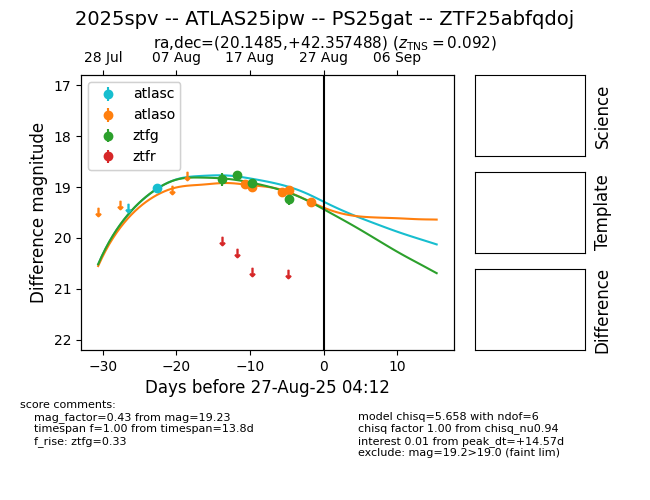 2025spv -- ATLAS25ipw -- PS25gat -- ZTF25abfqdoj
ra,dec=(20.1485,+42.357488) (z_TNS = 0.092)
28 Jul 07 Aug 17 Aug 27 Aug 06 Sep
17
18
19
20
21
22
Difference magnitude
atlasc
atlaso
ztfg
ztfr
−30 −20 −10 0 10
Days before 27-Aug-25 04:12
Science
Template
Difference
score comments:
mag_factor=0.43 from mag=19.23
timespan f=1.00 from timespan=13.8d
f_rise: ztfg=0.33
model chisq=5.658 with ndof=6
chisq factor 1.00 from chisq_nu0.94
interest 0.01 from peak_dt=+14.57d
exclude: mag=19.2>19.0 (faint lim)